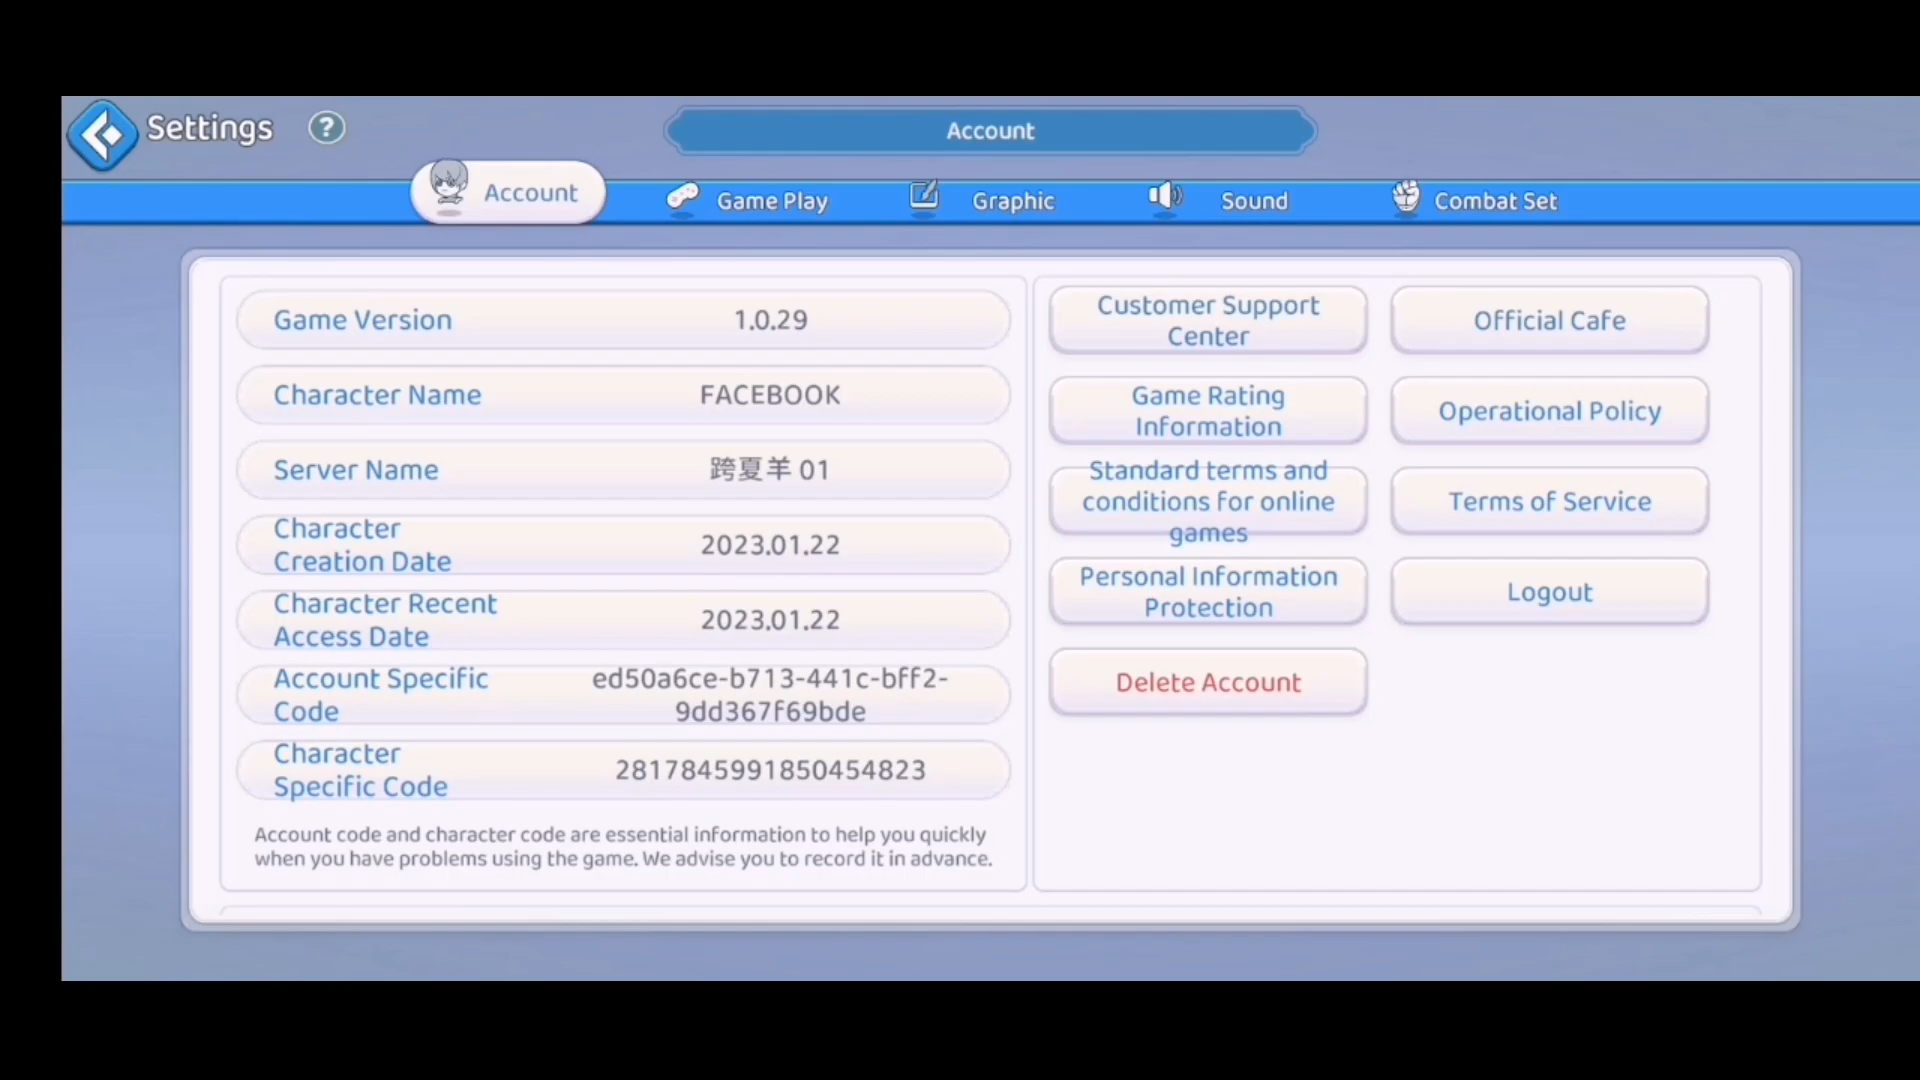 Settings
?
Account
Account
Game Play
Graphic
Sound
Combat Set
Game Version
1.0.29
Character Name
FACEBOOK
Server Name
跨夏羊 01
Character
Creation Date
2023.01.22
Character Recent
Access Date
2023.01.22
Account Specific
Code
ed50a6ce-b713-441c-bff2-
9dd367f69bde
Character
Specific Code
2817845991850454823
Account code and character code are essential information to help you quickly
when you have problems using the game. We advise you to record it in advance.
Customer Support
Center
Official Cafe
Game Rating
Information
Operational Policy
Standard terms and
conditions for online
games
Terms of Service
Personal Information
Protection
Logout
Delete Account